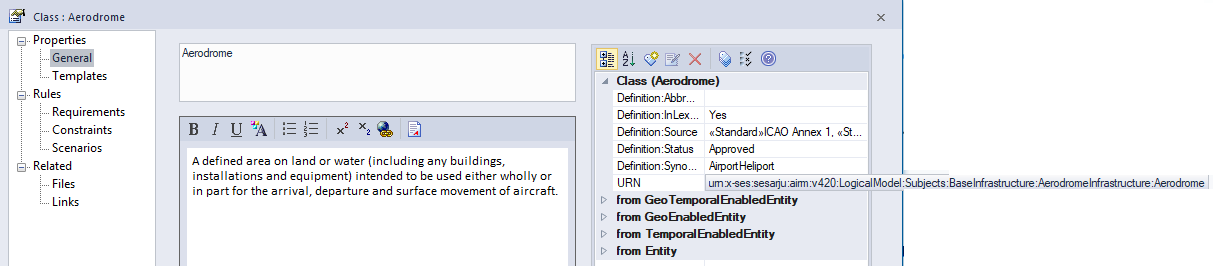 Class : Aerodrome
Properties
General
Templates
Rules
Requirements
Constraints
Scenarios
Related
Files
Links
Aerodrome
B I U A x² x₂
A defined area on land or water (including any buildings,
installations and equipment) intended to be used either wholly or
in part for the arrival, departure and surface movement of aircraft.
Class (Aerodrome)
Definition:Abbr...
Definition:InLex... Yes
Definition:Source «Standard»ICAO Annex 1, «St...
Definition:Status Approved
Definition:Syno... AirportHeliport
URN urn:x-ses:sesarju:airm:v420:LogicalModel:Subjects:BaseInfrastructure:AerodromeInfrastructure:Aerodrome
from GeoTemporalEnabledEntity
from GeoEnabledEntity
from TemporalEnabledEntity
from Entity